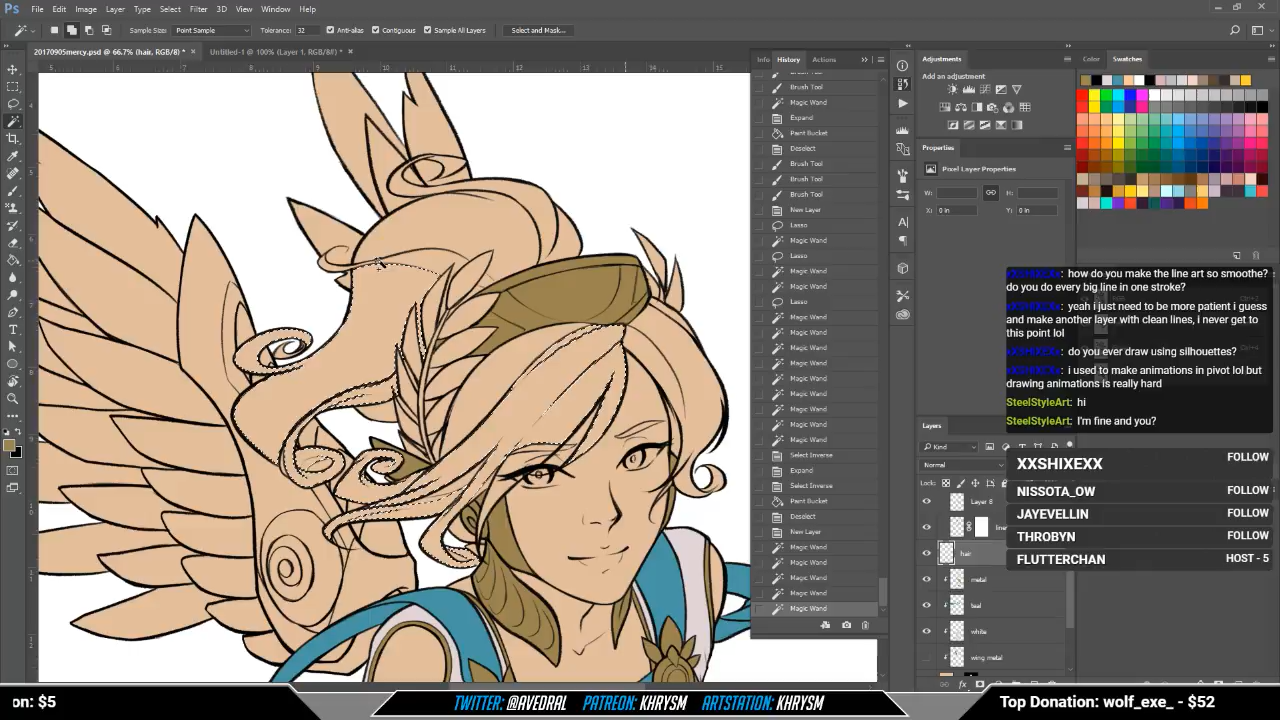 Ps File Edit Image Layer Type Select Filter 3D View Window Help
Sample Size: Point Sample Tolerance: 32 Anti-alias Contiguous Sample All Layers Select and Mask...
20170905mercy.psd @ 66.7% (hair, RGB/8) * × Untitled-1 @ 100% (Layer 1, RGB/8#) * ×
Info History Actions
Brush Tool
Brush Tool
Magic Wand
Expand
Paint Bucket
Deselect
Brush Tool
Brush Tool
Brush Tool
New Layer
Lasso
Magic Wand
Lasso
Magic Wand
Magic Wand
Lasso
Magic Wand
Magic Wand
Magic Wand
Magic Wand
Magic Wand
Magic Wand
Magic Wand
Magic Wand
Magic Wand
Select Inverse
Expand
Select Inverse
Paint Bucket
Deselect
New Layer
Magic Wand
Magic Wand
Magic Wand
Magic Wand
Magic Wand
Adjustments
Add an adjustment
Properties
Pixel Layer Properties
W: H:
X: 0 in Y: 0 in
Color Swatches
xXSHIXEXx: how do you make the line art so smoothe?
do you do every big line in one stroke?
xXSHIXEXx: yeah i just need to be more patient i guess
and make another layer with clean lines, i never get to
this point lol
xXSHIXEXx: do you ever draw using silhouettes?
xXSHIXEXx: i used to make animations in pivot lol but
drawing animations is really hard
SteelStyleArt: hi
SteelStyleArt: I'm fine and you?
Layers
Kind
Normal
Lock:
Layer 8
hair
metal
teal
white
wing metal
XXSHIXEXX FOLLOW
NISSOTA_OW FOLLOW
JAYEVELLIN FOLLOW
THROBYN FOLLOW
FLUTTERCHAN HOST - 5
on: $5
TWITTER: @AVEDRAL PATREON: KHRYSM ARTSTATION: KHRYSM
Top Donation: wolf_exe_ - $52